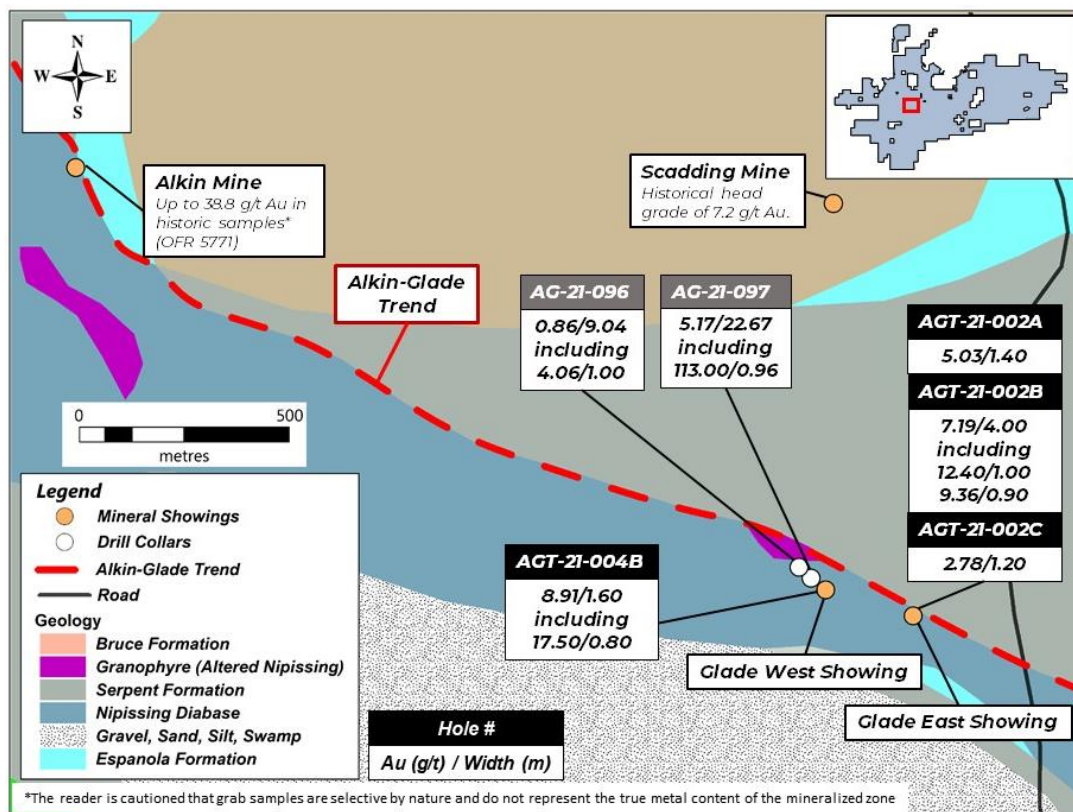 N
W E
S
Alkin Mine
Up to 38.8 g/t Au in
historic samples*
(OFR 5771)
Scadding Mine
Historical head
grade of 7.2 g/t Au.
Alkin-Glade
Trend
AG-21-096
0.86/9.04
including
4.06/1.00
AG-21-097
5.17/22.67
including
113.00/0.96
AGT-21-002A
5.03/1.40
AGT-21-002B
7.19/4.00
including
12.40/1.00
9.36/0.90
AGT-21-002C
2.78/1.20
0 500
metres
Legend
Mineral Showings
Drill Collars
Alkin-Glade Trend
Road
Geology
Bruce Formation
Granophyre (Altered Nipissing)
Serpent Formation
Nipissing Diabase
Gravel, Sand, Silt, Swamp
Espanola Formation
AGT-21-004B
8.91/1.60
including
17.50/0.80
Glade West Showing
Glade East Showing
Hole #
Au (g/t) / Width (m)
*The reader is cautioned that grab samples are selective by nature and do not represent the true metal content of the mineralized zone